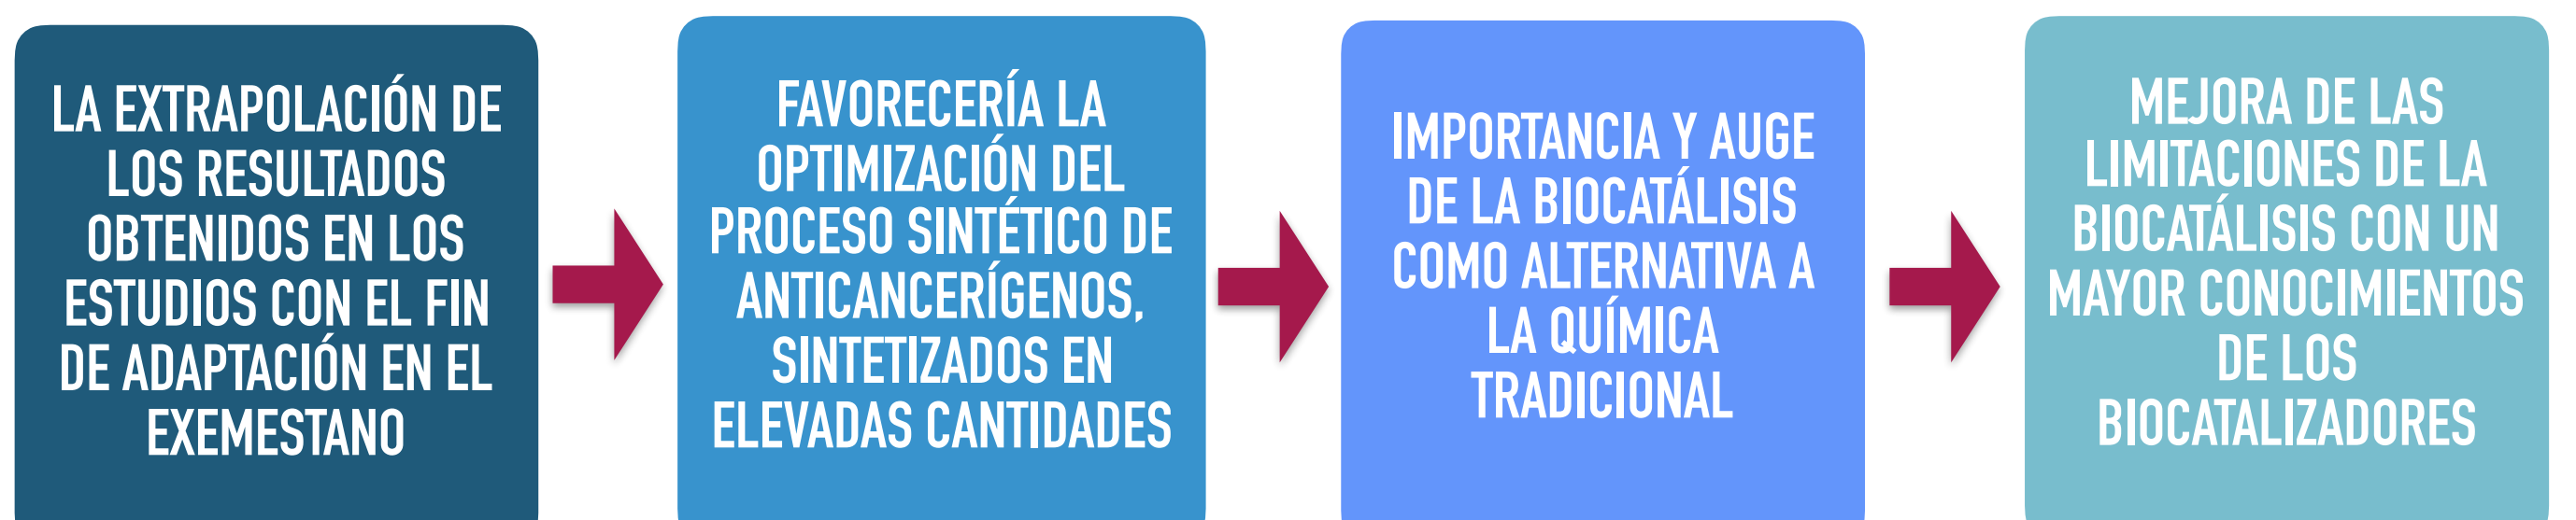 LA EXTRAPOLACIÓN DE
LOS RESULTADOS
OBTENIDOS EN LOS
ESTUDIOS CON EL FIN
DE ADAPTACIÓN EN EL
EXEMESTANO
FAVORECERÍA LA
OPTIMIZACIÓN DEL
PROCESO SINTÉTICO DE
ANTICANCERÍGENOS,
SINTETIZADOS EN
ELEVADAS CANTIDADES
IMPORTANCIA Y AUGE
DE LA BIOCATÁLISIS
COMO ALTERNATIVA A
LA QUÍMICA
TRADICIONAL
MEJORA DE LAS
LIMITACIONES DE LA
BIOCATÁLISIS CON UN
MAYOR CONOCIMIENTOS
DE LOS
BIOCATALIZADORES